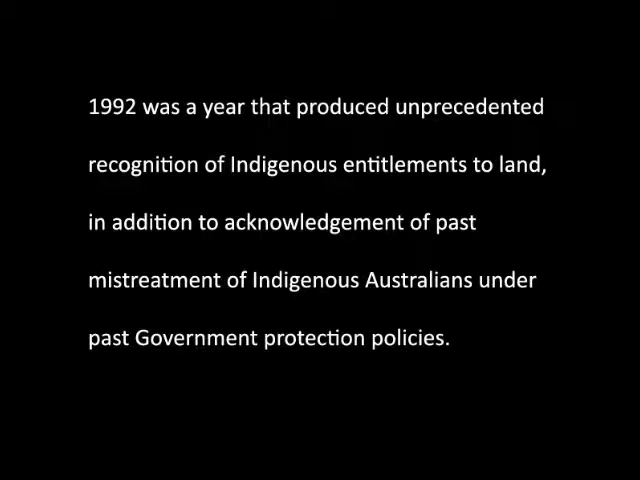 1992 was a year that produced unprecedented
recognition of Indigenous entitlements to land,
in addition to acknowledgement of past
mistreatment of Indigenous Australians under
past Government protection policies.